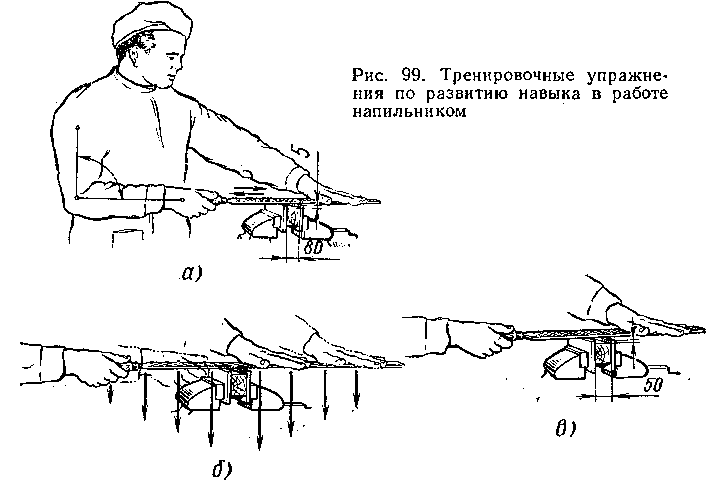 Рис. 99. Тренировочные упражне-
ния по развитию навыка в работе
напильником
5
80
а)
50
б)
в)